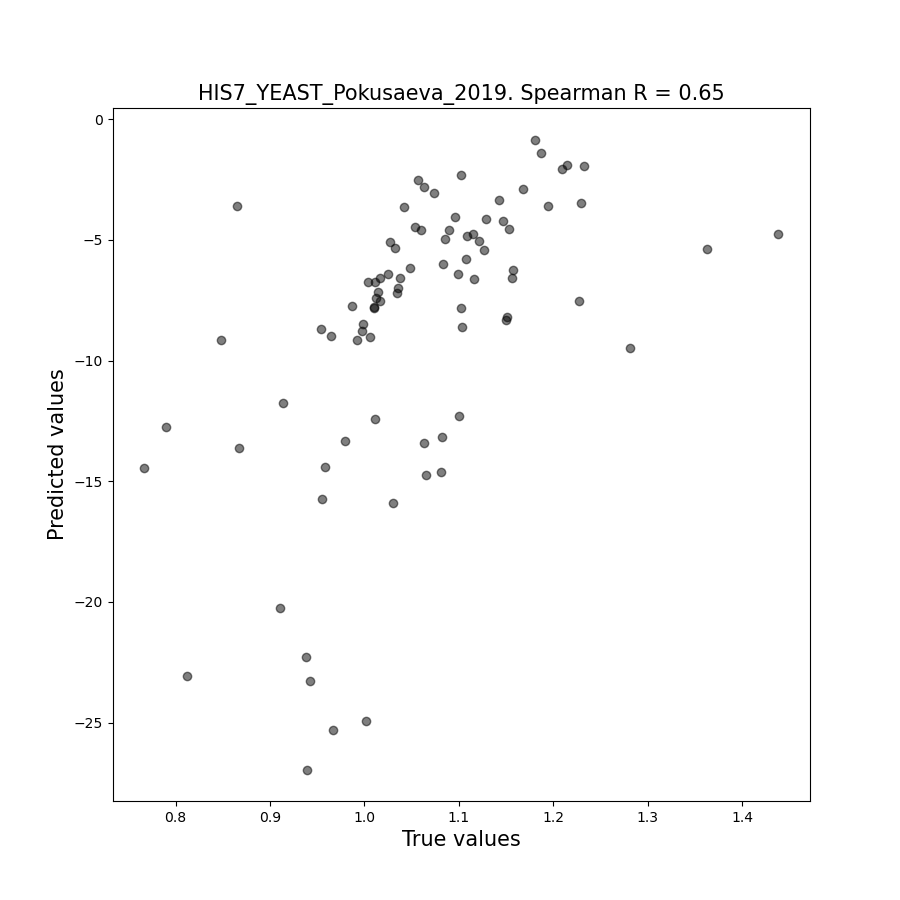 HIS7_YEAST_Pokusaeva_2019. Spearman R = 0.65
0
−5
−10
−15
−20
−25
Predicted values
0.8 0.9 1.0 1.1 1.2 1.3 1.4
True values